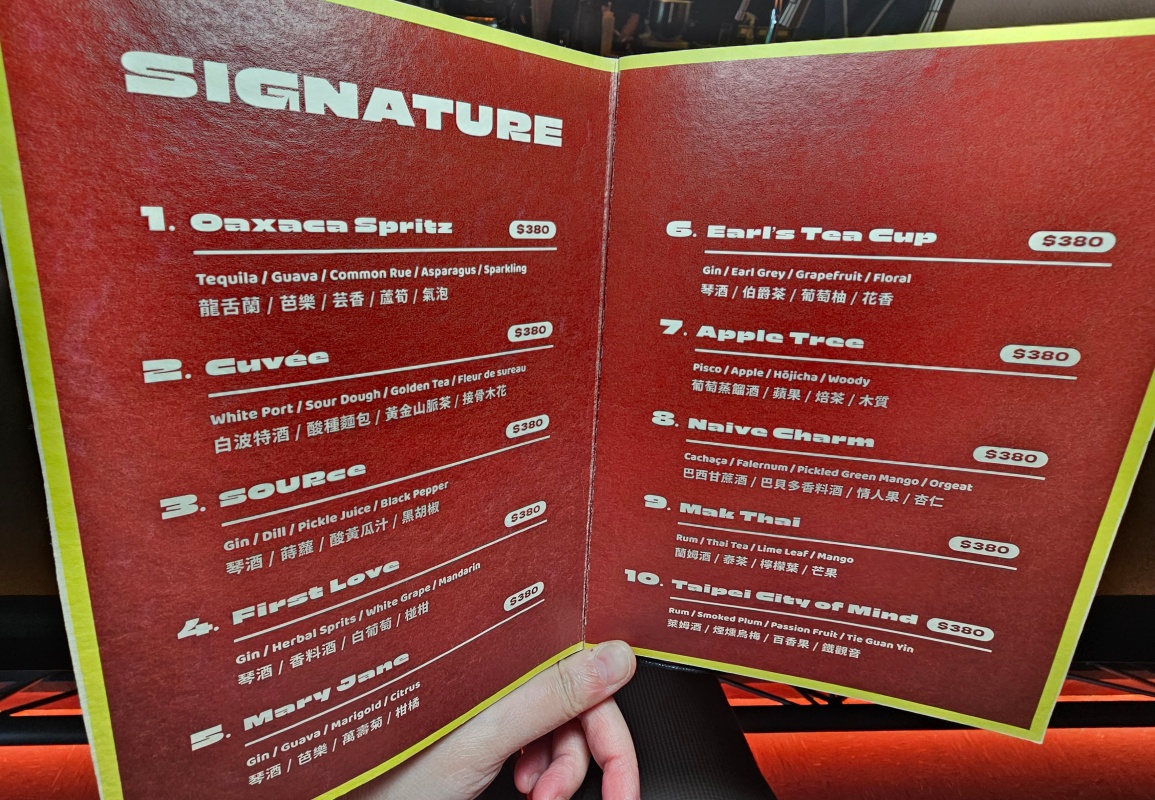 SIGNATURE
1. Oaxaca Spritz $380
Tequila / Guava / Common Rue / Asparagus / Sparkling
龍舌蘭 / 芭樂 / 芸香 / 蘆筍 / 氣泡
2. Cuvée $380
White Port / Sour Dough / Golden Tea / Fleur de sureau
白波特酒 / 酸種麵包 / 黃金山脈茶 / 接骨木花
3. SOURce $380
Gin / Dill / Pickle Juice / Black Pepper
琴酒 / 蒔蘿 / 酸黃瓜汁 / 黑胡椒
4. First Love $380
Gin / Herbal Sprits / White Grape / Mandarin
琴酒 / 香料酒 / 白葡萄 / 椪柑
5. Mary Jane $380
Gin / Guava / Marigold / Citrus
琴酒 / 芭樂 / 萬壽菊 / 柑橘
6. Earl's Tea Cup $380
Gin / Earl Grey / Grapefruit / Floral
琴酒 / 伯爵茶 / 葡萄柚 / 花香
7. Apple Tree $380
Pisco / Apple / Hōjicha / Woody
葡萄蒸餾酒 / 蘋果 / 焙茶 / 木質
8. Naive Charm $380
Cachaça / Falernum / Pickled Green Mango / Orgeat
巴西甘蔗酒 / 巴貝多香料酒 / 情人果 / 杏仁
9. Mak Thai $380
Rum / Thai Tea / Lime Leaf / Mango
蘭姆酒 / 泰茶 / 檸檬葉 / 芒果
10. Taipei City of Mind $380
Rum / Smoked Plum / Passion Fruit / Tie Guan Yin
萊姆酒 / 煙燻烏梅 / 百香果 / 鐵觀音